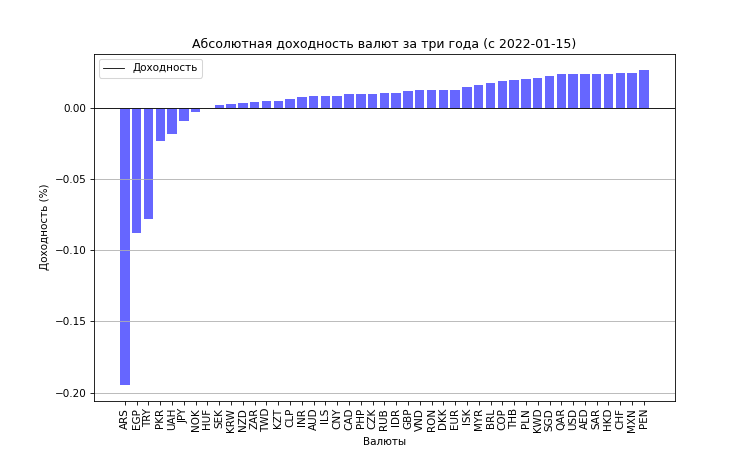 Абсолютная доходность валют за три года (с 2022-01-15)
Доходность
0.00
−0.05
−0.10
−0.15
−0.20
Доходность (%)
ARS EGP TRY PKR UAH JPY NOK HUF SEK KRW NZD ZAR TWD KZT CLP INR AUD ILS CNY CAD PHP CZK RUB IDR GBP VND RON DKK EUR ISK MYR BRL COP THB PLN KWD SGD QAR USD AED SAR HKD CHF MXN PEN
Валюты